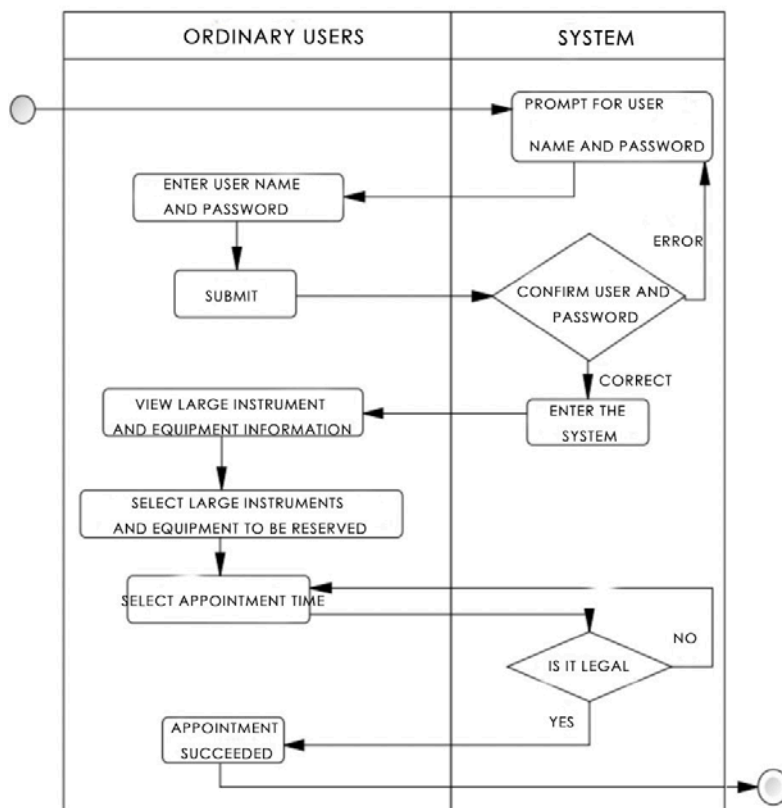 ORDINARY USERS
SYSTEM
PROMPT FOR USER
NAME AND PASSWORD
ENTER USER NAME
AND PASSWORD
ERROR
SUBMIT
CONFIRM USER AND
PASSWORD
CORRECT
VIEW LARGE INSTRUMENT
AND EQUIPMENT INFORMATION
ENTER THE
SYSTEM
SELECT LARGE INSTRUMENTS
AND EQUIPMENT TO BE RESERVED
SELECT APPOINTMENT TIME
NO
IS IT LEGAL
YES
APPOINTMENT
SUCCEEDED